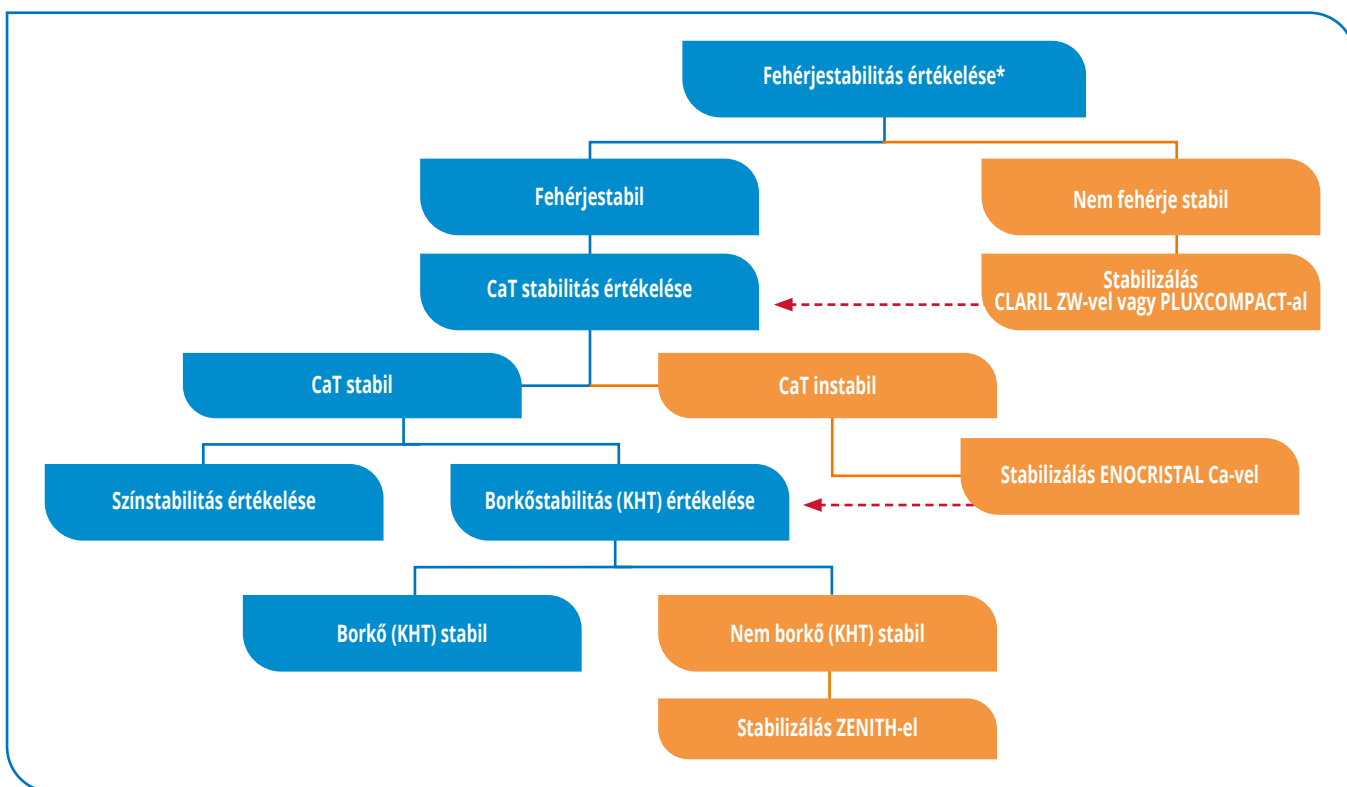 Fehérjestabilitás értékelése*
Fehérjestabil
Nem fehérje stabil
CaT stabilitás értékelése
Stabilizálás
CLARIL ZW-vel vagy PLUXCOMPACT-al
CaT stabil
CaT instabil
Színstabilitás értékelése
Borkőstabilitás (KHT) értékelése
Stabilizálás ENOCRISTAL Ca-vel
Borkő (KHT) stabil
Nem borkő (KHT) stabil
Stabilizálás ZENITH-el